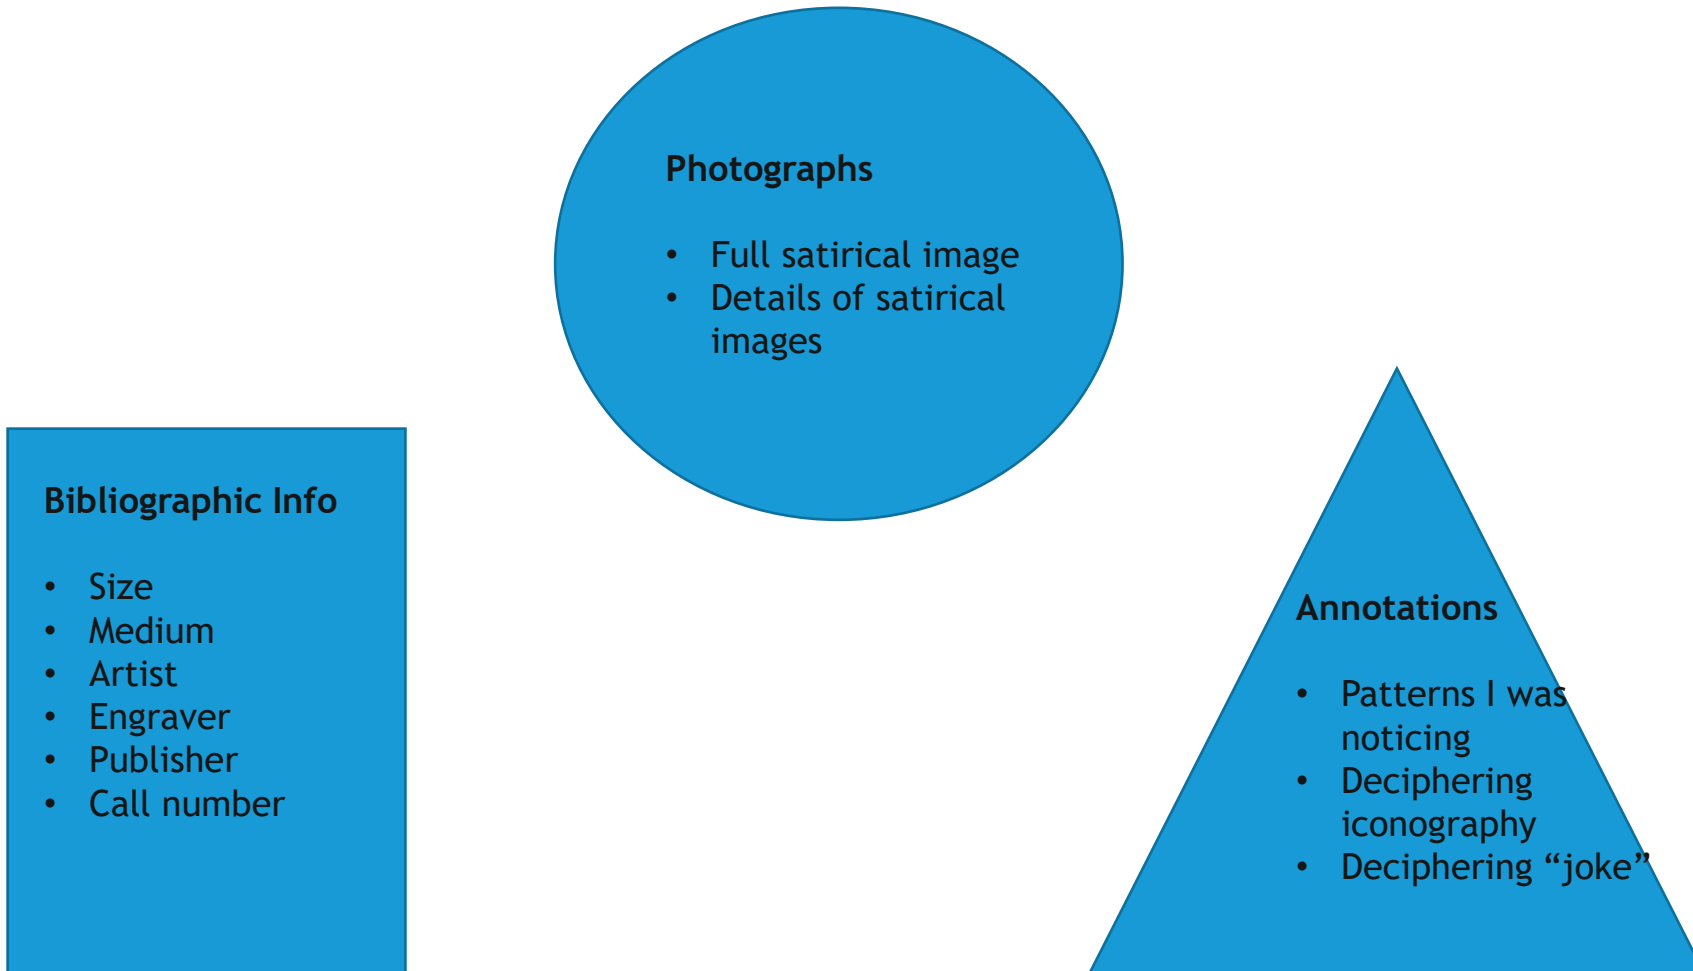 Photographs
• Full satirical image
• Details of satirical
images
Bibliographic Info
• Size
• Medium
• Artist
• Engraver
• Publisher
• Call number
Annotations
• Patterns I was
noticing
• Deciphering
iconography
• Deciphering “joke”